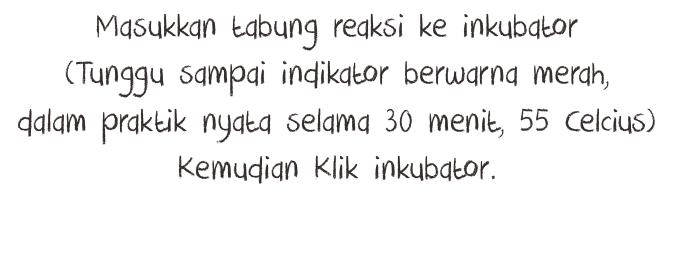 Masukkan tabung reaksi ke inkubator
(Tunggu sampai indikator berwarna merah,
dalam praktik nyata selama 30 menit, 55 Celcius)
Kemudian Klik inkubator.